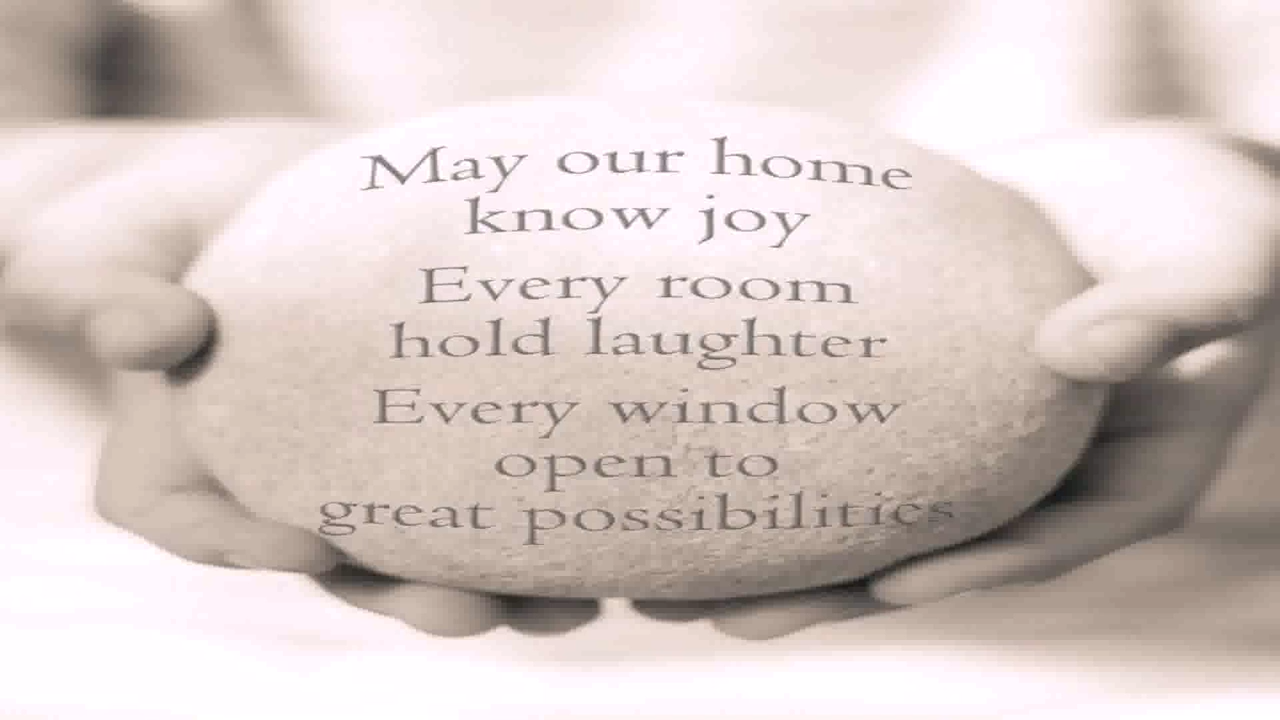 May our home
know joy
Every room
hold laughter
Every window
open to
great possibilities